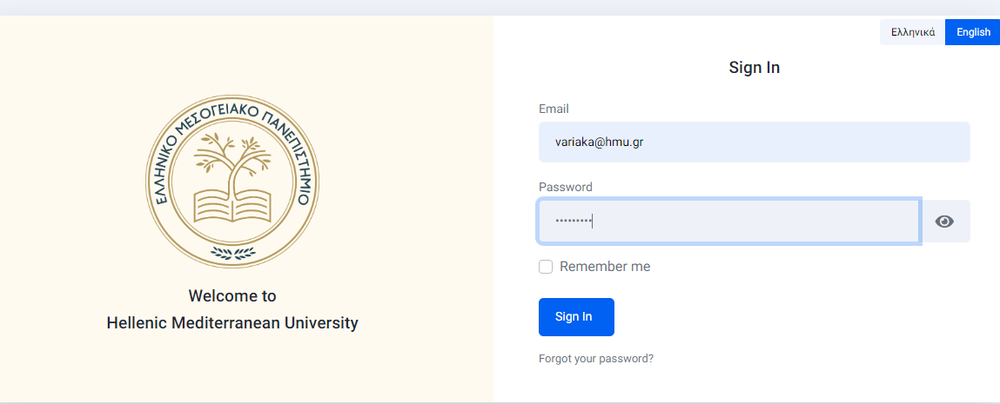 ΕΛΛΗΝΙΚΟ ΜΕΣΟΓΕΙΑΚΟ ΠΑΝΕΠΙΣΤΗΜΙΟ
Welcome to
Hellenic Mediterranean University
Ελληνικά English
Sign In
Email
variaka@hmu.gr
Password
•••••••••
Remember me
Sign In
Forgot your password?